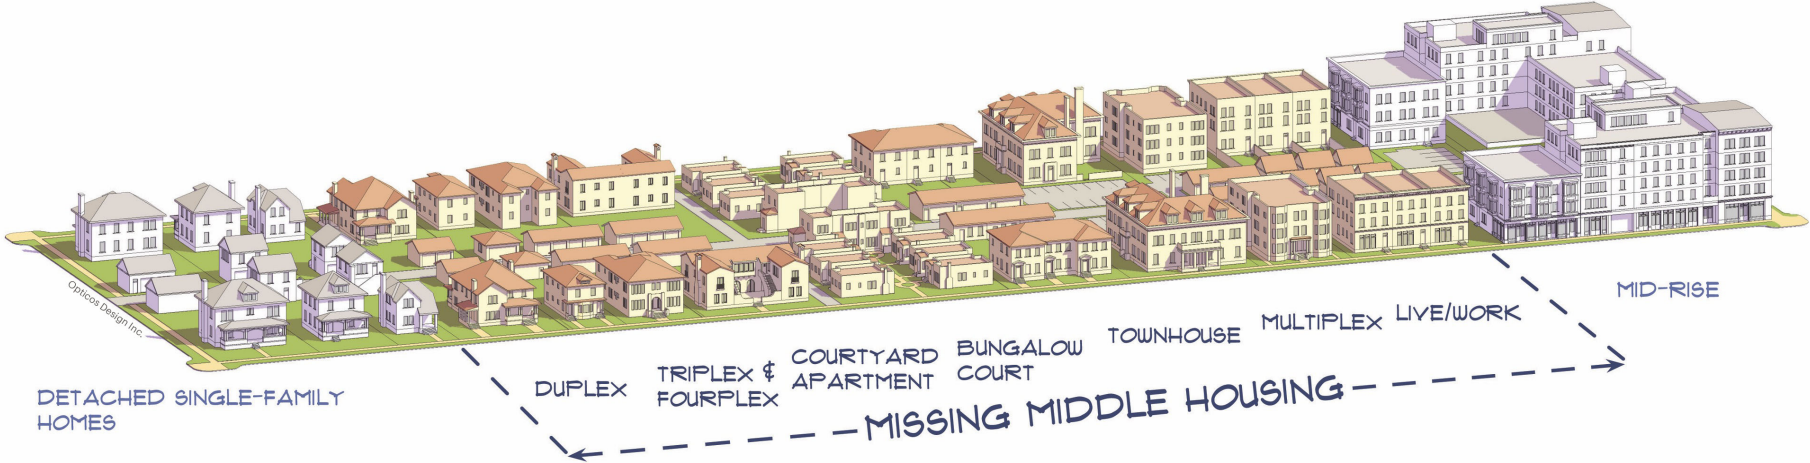 Opticos Design Inc.
DETACHED SINGLE-FAMILY
HOMES
DUPLEX
TRIPLEX &
FOURPLEX
COURTYARD
APARTMENT
BUNGALOW
COURT
TOWNHOUSE
MULTIPLEX
LIVE/WORK
MID-RISE
MISSING MIDDLE HOUSING